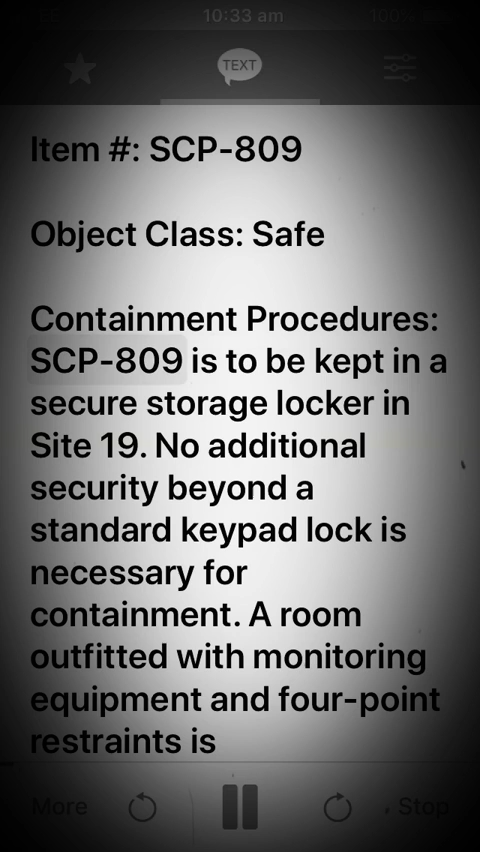 10:33 am 100%
TEXT
Item #: SCP-809
Object Class: Safe
Containment Procedures:
SCP-809 is to be kept in a
secure storage locker in
Site 19. No additional
security beyond a
standard keypad lock is
necessary for
containment. A room
outfitted with monitoring
equipment and four-point
restraints is
More Stop